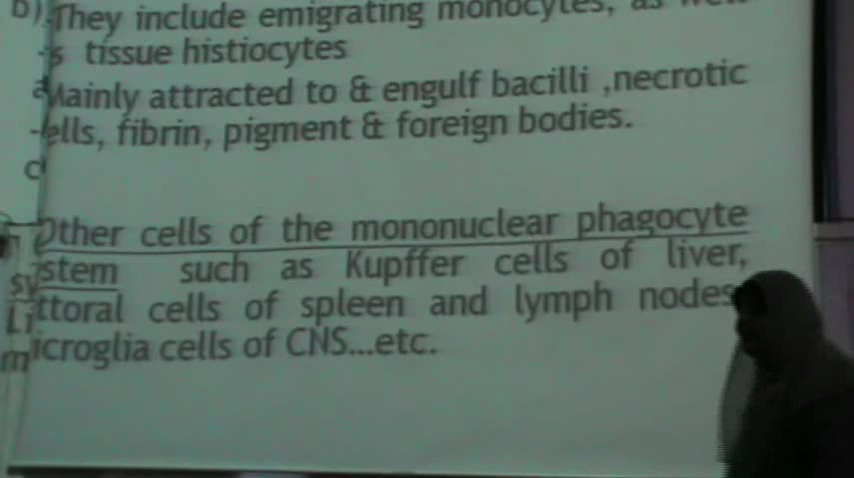 b) They include emigrating monocytes, as well
as tissue histiocytes
Mainly attracted to & engulf bacilli ,necrotic
cells, fibrin, pigment & foreign bodies.
Other cells of the mononuclear phagocyte
system such as Kupffer cells of liver,
Littoral cells of spleen and lymph nodes
microglia cells of CNS...etc.